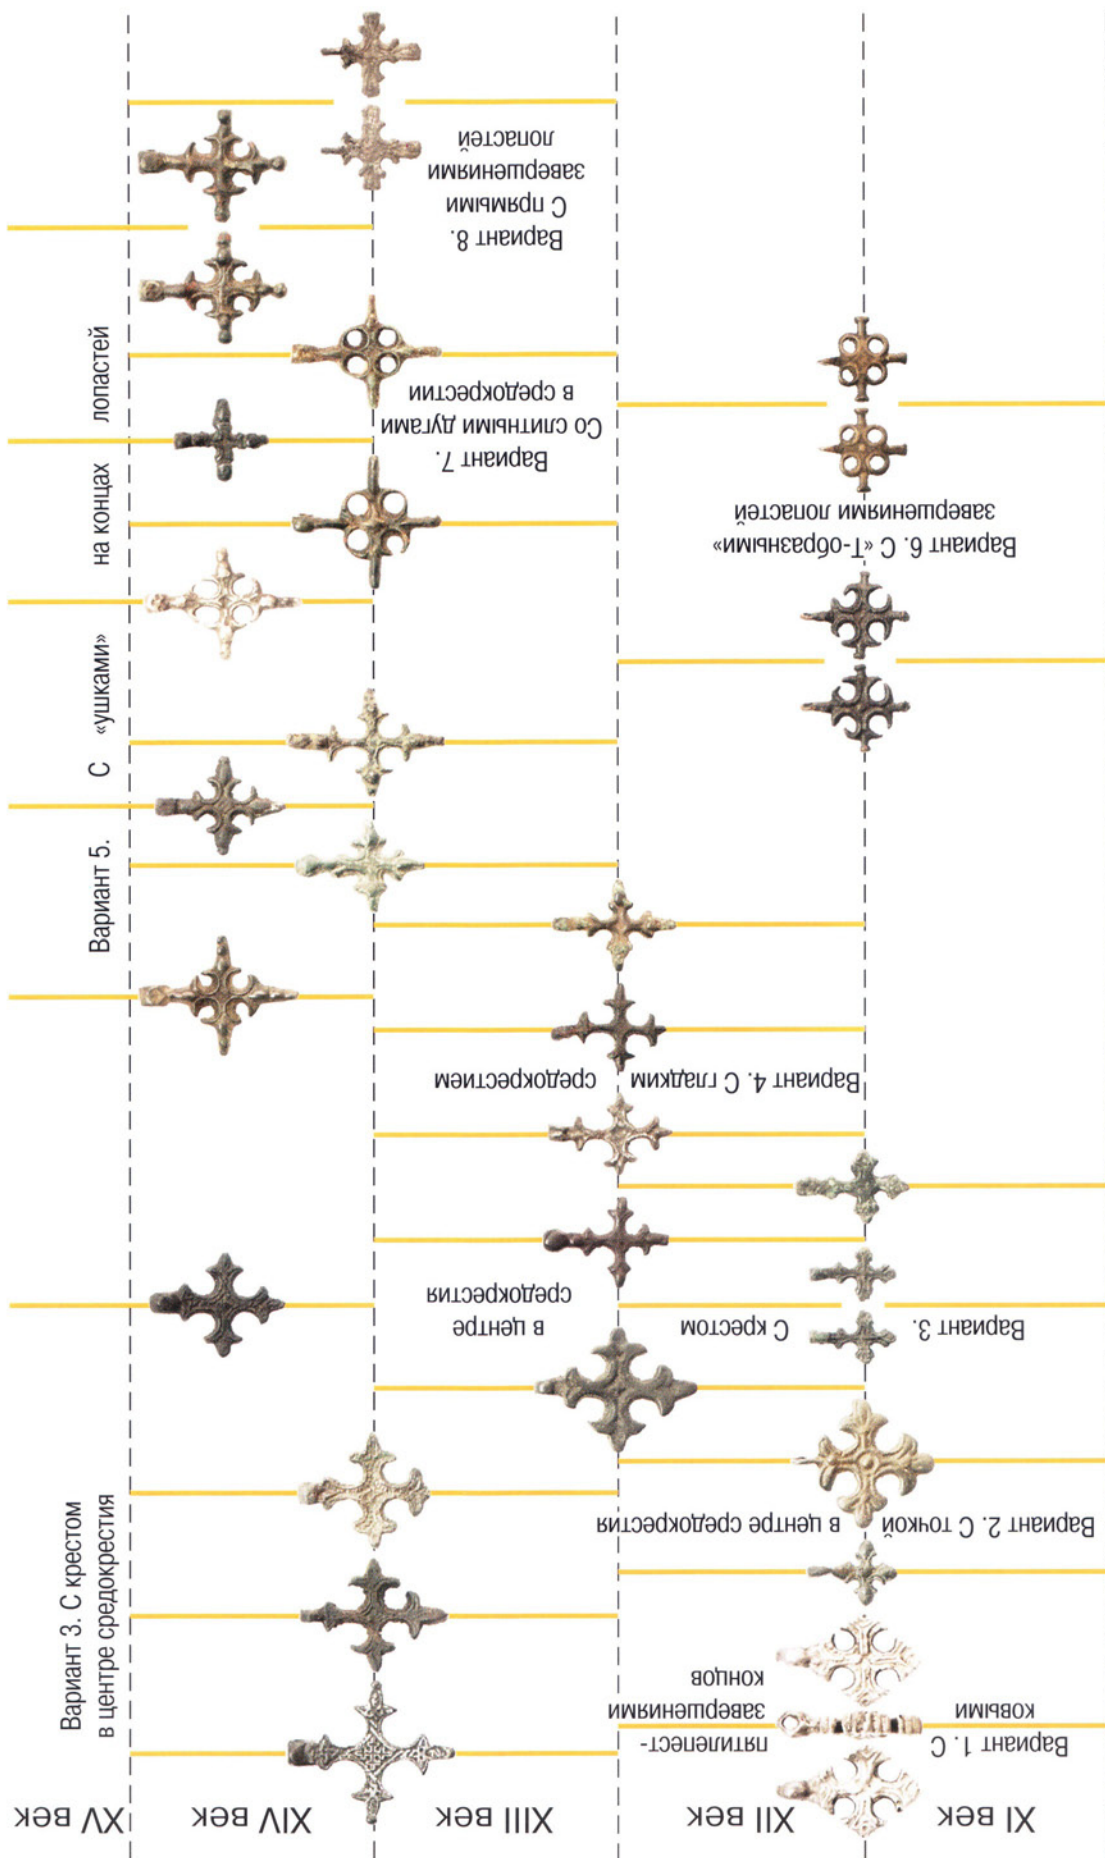 XI век
XII век
XIII век
XIV век
XV век
Вариант 1. С
ковыми
пятилепест-
завершениями
концов
Вариант 2. С точкой
в центре средокрестия
Вариант 3.
С крестом
в центре
средокрестия
Вариант 3. С крестом
в центре средокрестия
Вариант 4. С гладким
средокрестием
Вариант 5. С «ушками» на концах лопастей
Вариант 6. С «Т-образными»
завершениями лопастей
Вариант 7.
Со слитными дугами
в средокрестии
Вариант 8.
С прямыми
завершениями
лопастей